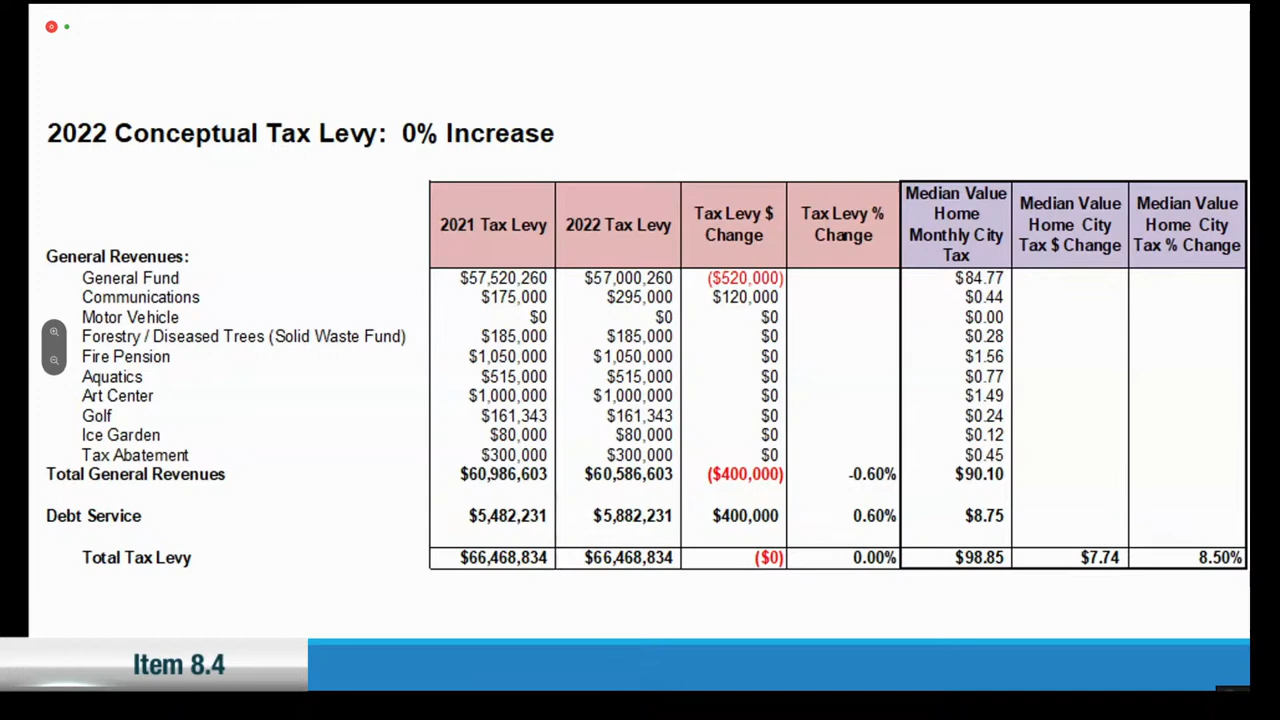 2022 Conceptual Tax Levy: 0% Increase
2021 Tax Levy 2022 Tax Levy Tax Levy $ Change Tax Levy % Change Median Value Home Monthly City Tax Median Value Home City Tax $ Change Median Value Home City Tax % Change
General Revenues:
General Fund $57,520,260 $57,000,260 ($520,000) $84.77
Communications $175,000 $295,000 $120,000 $0.44
Motor Vehicle $0 $0 $0 $0.00
Forestry / Diseased Trees (Solid Waste Fund) $185,000 $185,000 $0 $0.28
Fire Pension $1,050,000 $1,050,000 $0 $1.56
Aquatics $515,000 $515,000 $0 $0.77
Art Center $1,000,000 $1,000,000 $0 $1.49
Golf $161,343 $161,343 $0 $0.24
Ice Garden $80,000 $80,000 $0 $0.12
Tax Abatement $300,000 $300,000 $0 $0.45
Total General Revenues $60,986,603 $60,586,603 ($400,000) -0.60% $90.10
Debt Service $5,482,231 $5,882,231 $400,000 0.60% $8.75
Total Tax Levy $66,468,834 $66,468,834 ($0) 0.00% $98.85 $7.74 8.50%
Item 8.4